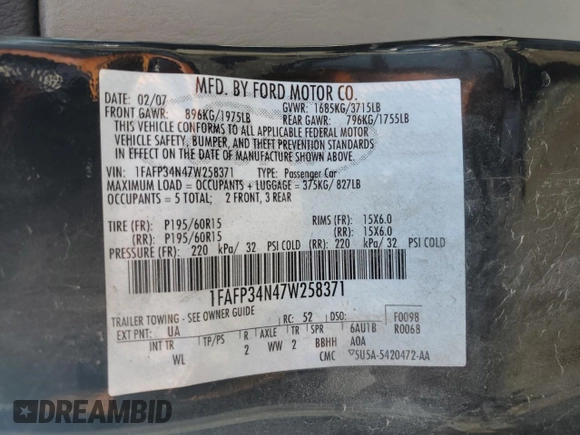 MFD. BY FORD MOTOR CO.
DATE: 02/07 GVWR: 1685KG/3715LB
FRONT GAWR: 896KG/1975LB REAR GAWR: 796KG/1755LB
THIS VEHICLE CONFORMS TO ALL APPLICABLE FEDERAL MOTOR
VEHICLE SAFETY, BUMPER, AND THEFT PREVENTION STANDARDS
IN EFFECT ON THE DATE OF MANUFACTURE SHOWN ABOVE.
VIN: 1FAFP34N47W258371 TYPE: Passenger Car
MAXIMUM LOAD = OCCUPANTS + LUGGAGE = 375KG/ 827LB
OCCUPANTS = 5 TOTAL; 2 FRONT, 3 REAR
TIRE (FR): P195/60R15 RIMS (FR): 15X6.0
(RR): P195/60R15 (RR): 15X6.0
PRESSURE (FR): 220 kPa/ 32 PSI COLD (RR): 220 kPa/ 32 PSI COLD
1FAFP34N47W258371
TRAILER TOWING - SEE OWNER GUIDE RC: 52 DSO: F0098
EXT PNT: UA R AXLE TR SPR 6AU1B R0068
INT TR TP/PS 2 WW 2 BBHH A0A
WL CMC 5U5A-5420472-AA
DREAMBID